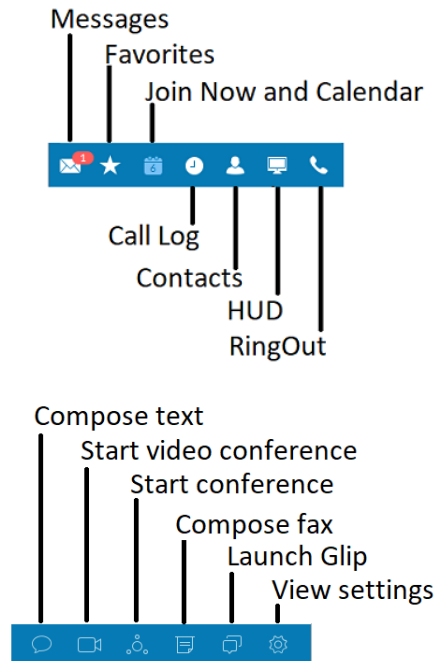 Messages
Favorites
Join Now and Calendar
1
6
Call Log
Contacts
HUD
RingOut
Compose text
Start video conference
Start conference
Compose fax
Launch Glip
View settings